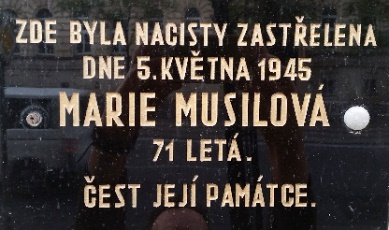 ZDE BYLA NACISTY ZASTŘELENA
DNE 5. KVĚTNA 1945
MARIE MUSILOVÁ
71 LETÁ.
ČEST JEJÍ PAMÁTCE.